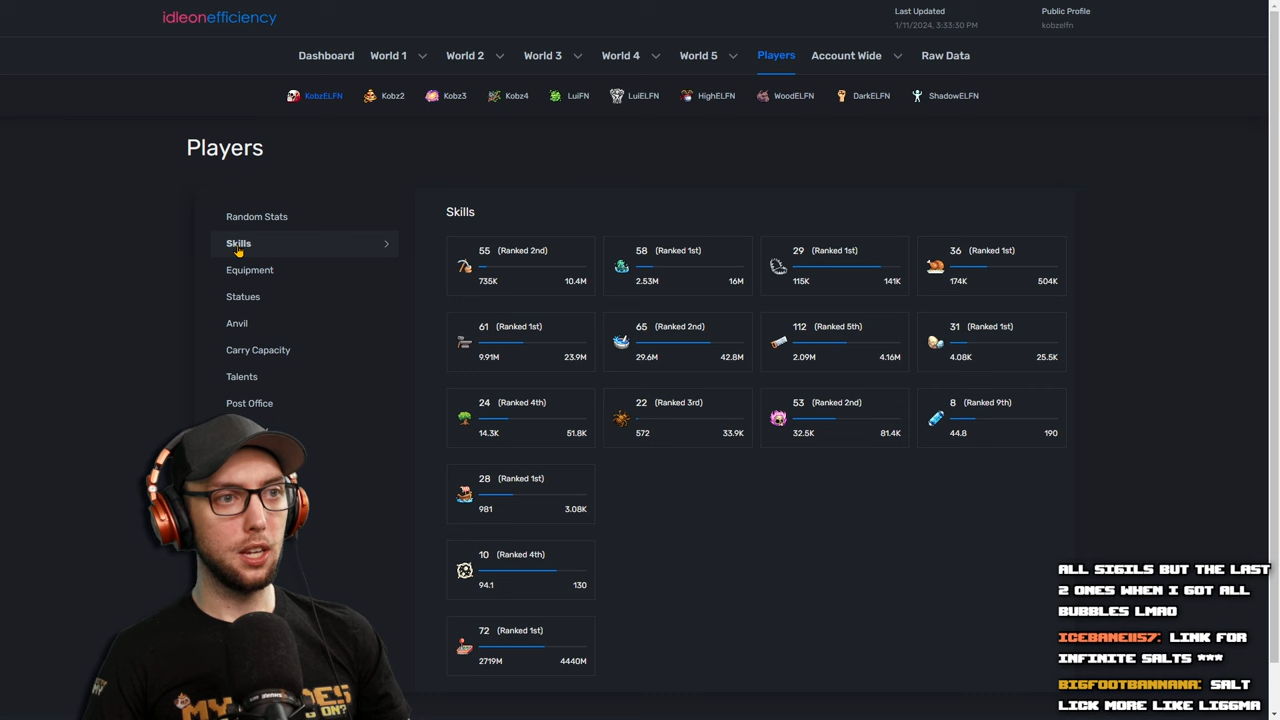 idleonefficiency
Last Updated
1/11/2024, 3:33:30 PM
Public Profile
kobzelfn
Dashboard World 1 World 2 World 3 World 4 World 5 Players Account Wide Raw Data
KobzELFN Kobz2 Kobz3 Kobz4 LuiFN LuiELFN HighELFN WoodELFN DarkELFN ShadowELFN
Players
Random Stats
Skills
Equipment
Statues
Anvil
Carry Capacity
Talents
Post Office
Skills
55 (Ranked 2nd)
735K 10.4M
58 (Ranked 1st)
2.53M 16M
29 (Ranked 1st)
115K 141K
36 (Ranked 1st)
174K 504K
61 (Ranked 1st)
9.91M 23.9M
65 (Ranked 2nd)
29.6M 42.8M
112 (Ranked 5th)
2.09M 4.16M
31 (Ranked 1st)
4.08K 25.5K
24 (Ranked 4th)
14.3K 51.8K
22 (Ranked 3rd)
572 33.9K
53 (Ranked 2nd)
32.5K 81.4K
8 (Ranked 9th)
44.8 190
28 (Ranked 1st)
981 3.08K
10 (Ranked 4th)
94.1 130
72 (Ranked 1st)
2719M 4440M
ALL SIGILS BUT THE LAST
2 ONES WHEN I GOT ALL
BUBBLES LMAO
ICEBANE1157: LINK FOR
INFINITE SALTS ***
BIGFOOTBANNANA: SALT
LICK MORE LIKE LIGGMA